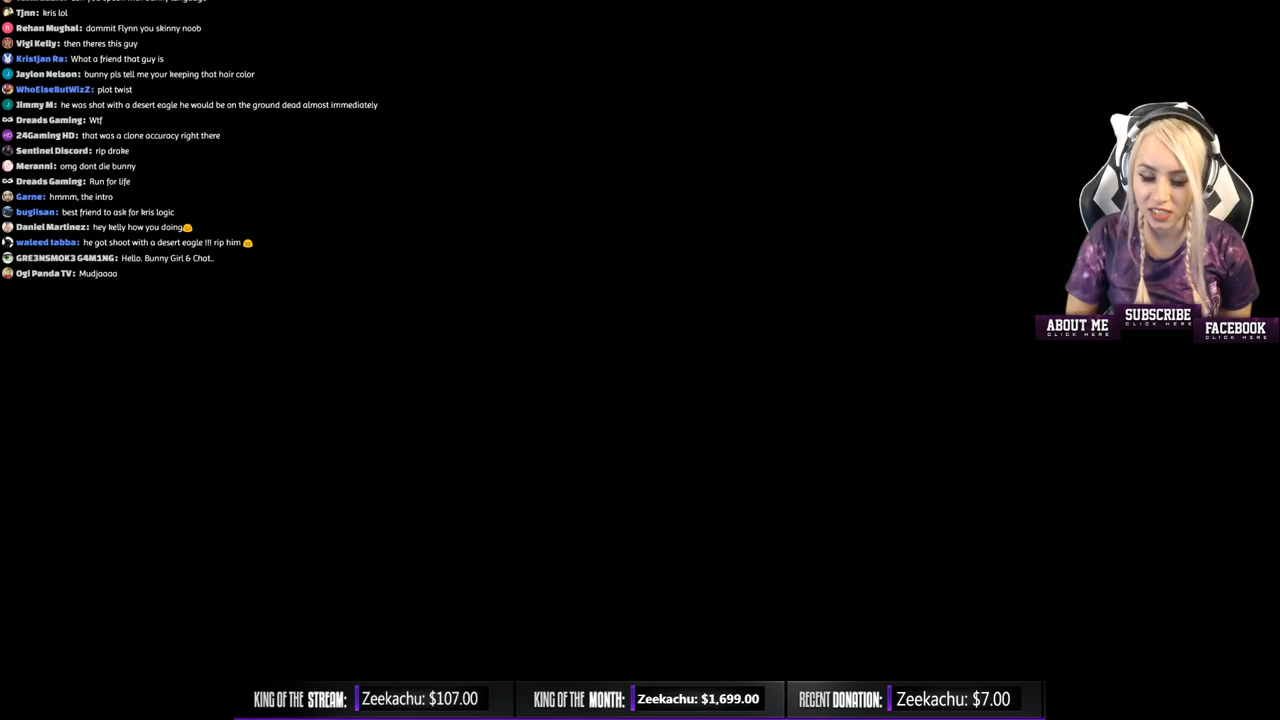 Tjnn: kris lol
Rehan Mughal: dammit Flynn you skinny noob
Vigi Kelly: then theres this guy
Kristjan Ra: What a friend that guy is
Jaylon Nelson: bunny pls tell me your keeping that hair color
WhoElseButWizZ: plot twist
Jimmy M: he was shot with a desert eagle he would be on the ground dead almost immediately
Dreads Gaming: Wtf
24Gaming HD: that was a clone accuracy right there
Sentinel Discord: rip drake
Meranni: omg dont die bunny
Dreads Gaming: Run for life
Garne: hmmm, the intro
bugiisan: best friend to ask for kris logic
Daniel Martinez: hey kelly how you doing
waleed tabba: he got shoot with a desert eagle !!! rip him
GRE3NSMOK3 G4M1NG: Hello. Bunny Girl & Chat..
Ogi Panda TV: Mudjaaaa
ABOUT ME
CLICK HERE
SUBSCRIBE
CLICK HERE
FACEBOOK
CLICK HERE
KING OF THE STREAM: Zeekachu: $107.00
KING OF THE MONTH: Zeekachu: $1,699.00
RECENT DONATION: Zeekachu: $7.00